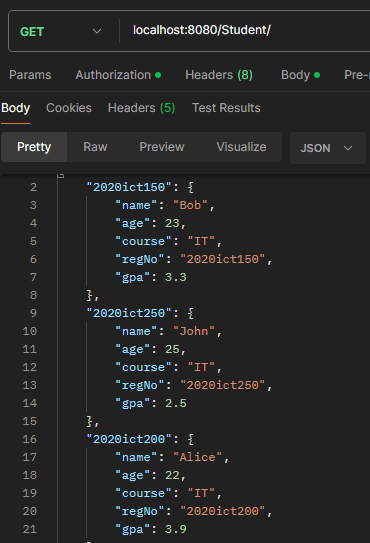 GET localhost:8080/Student/
Params Authorization Headers (8) Body Pre-
Body Cookies Headers (5) Test Results
Pretty Raw Preview Visualize JSON
2 "2020ict150": {
3 "name": "Bob",
4 "age": 23,
5 "course": "IT",
6 "regNo": "2020ict150",
7 "gpa": 3.3
8 },
9 "2020ict250": {
10 "name": "John",
11 "age": 25,
12 "course": "IT",
13 "regNo": "2020ict250",
14 "gpa": 2.5
15 },
16 "2020ict200": {
17 "name": "Alice",
18 "age": 22,
19 "course": "IT",
20 "regNo": "2020ict200",
21 "gpa": 3.9